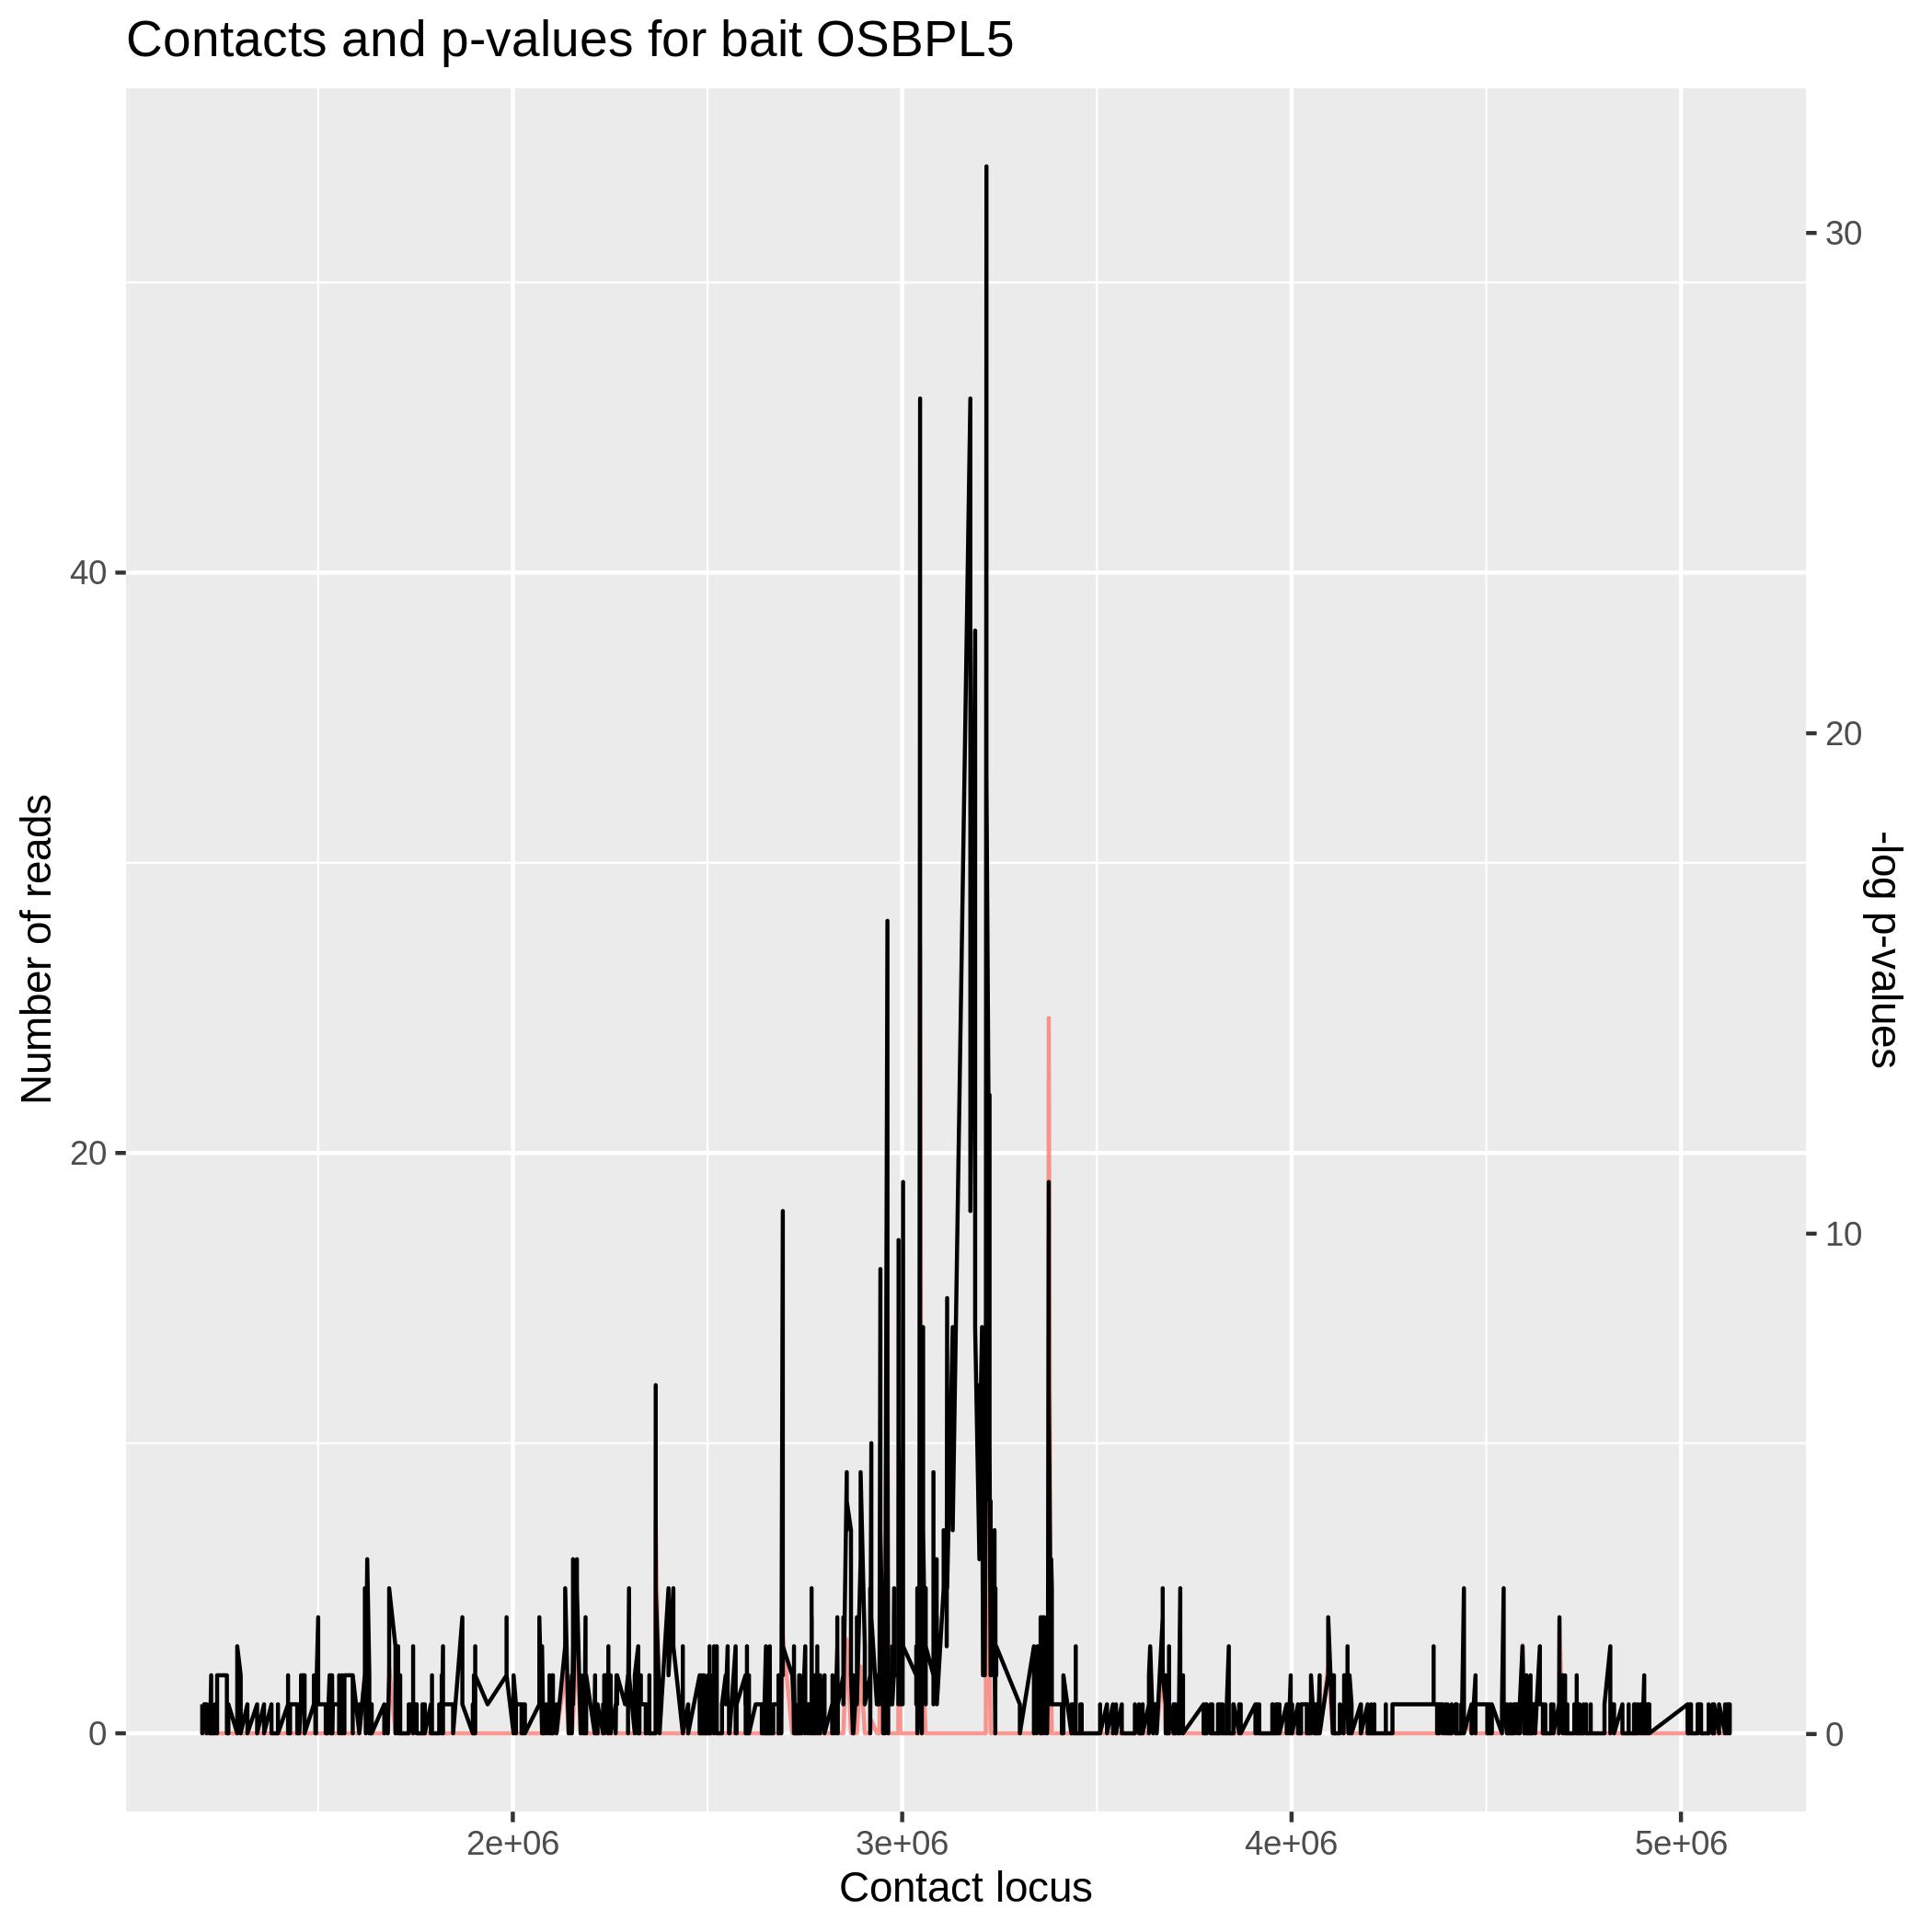 Contacts and p-values for bait OSBPL5
30
40
20
20
10
0
0
Number of reads
-log p-values
2e+06
3e+06
4e+06
5e+06
Contact locus